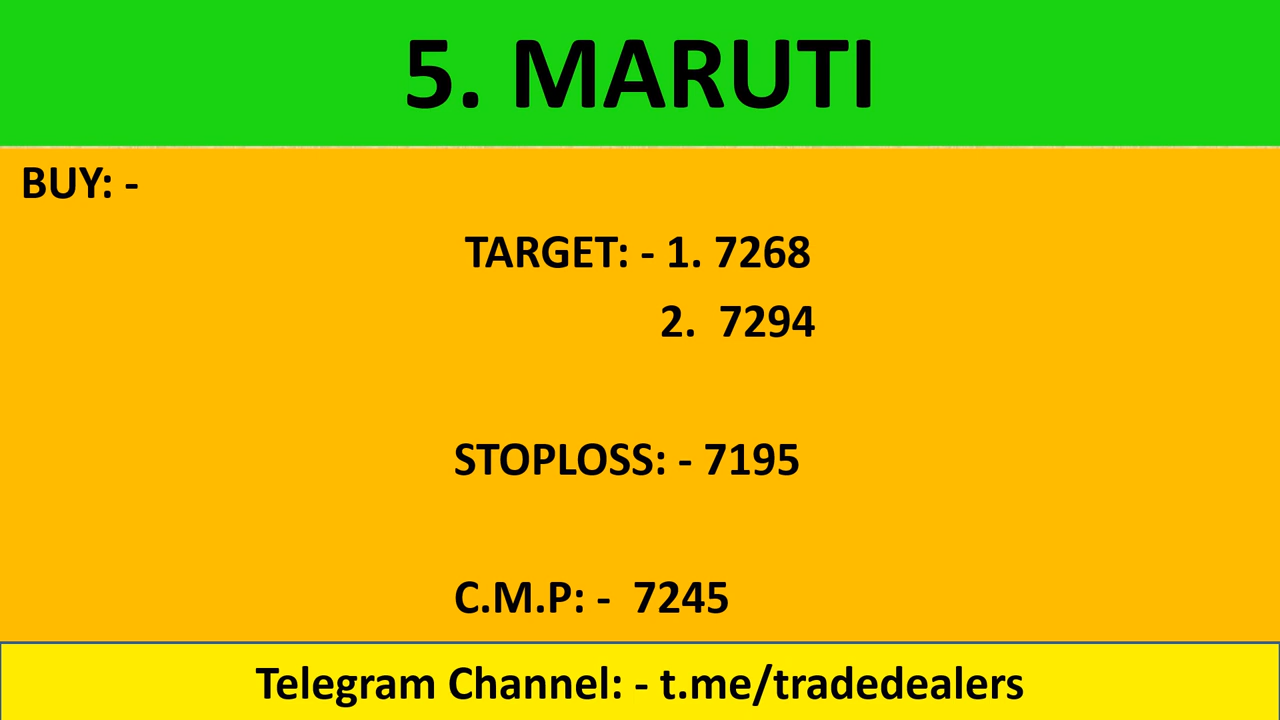 5. MARUTI
BUY: -
TARGET: - 1. 7268
2. 7294
STOPLOSS: - 7195
C.M.P: - 7245
Telegram Channel: - t.me/tradedealers